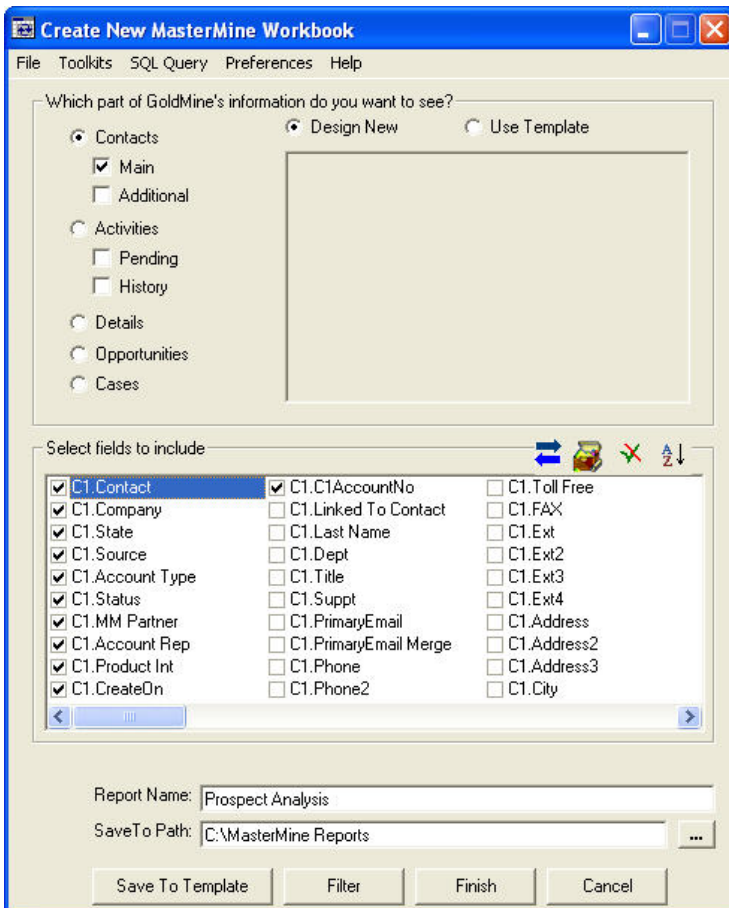 Create New MasterMine Workbook
File Toolkits SQL Query Preferences Help
Which part of GoldMine's information do you want to see?
Contacts
Design New
Use Template
Main
Additional
Activities
Pending
History
Details
Opportunities
Cases
Select fields to include
C1.Contact C1.C1AccountNo C1.Toll Free
C1.Company C1.Linked To Contact C1.FAX
C1.State C1.Last Name C1.Ext
C1.Source C1.Dept C1.Ext2
C1.Account Type C1.Title C1.Ext3
C1.Status C1.Suppt C1.Ext4
C1.MM Partner C1.PrimaryEmail C1.Address
C1.Account Rep C1.PrimaryEmail Merge C1.Address2
C1.Product Int C1.Phone C1.Address3
C1.CreateOn C1.Phone2 C1.City
Report Name: Prospect Analysis
SaveTo Path: C:\MasterMine Reports ...
Save To Template Filter Finish Cancel